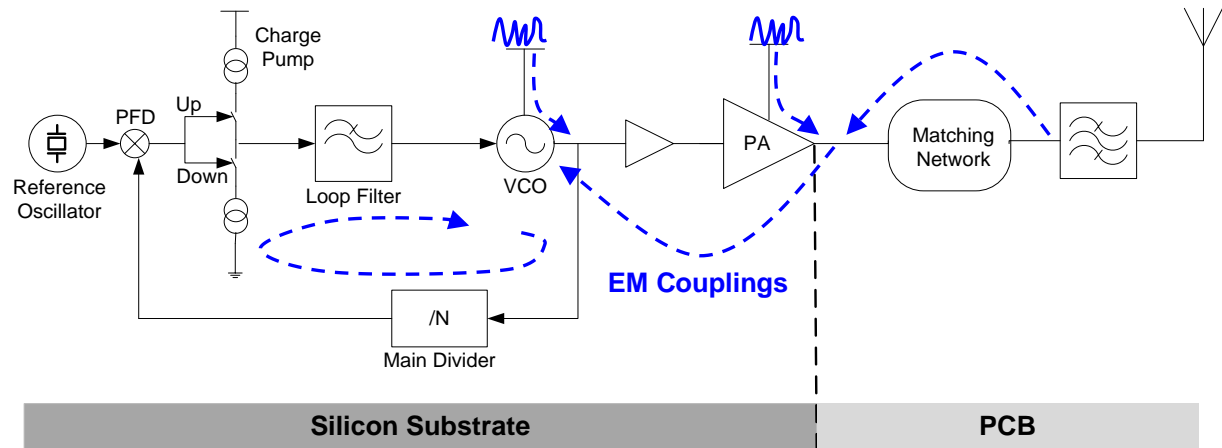 Charge
Pump
PFD
Up
Down
Reference
Oscillator
Loop Filter
VCO
PA
Matching
Network
EM Couplings
/N
Main Divider
Silicon Substrate
PCB